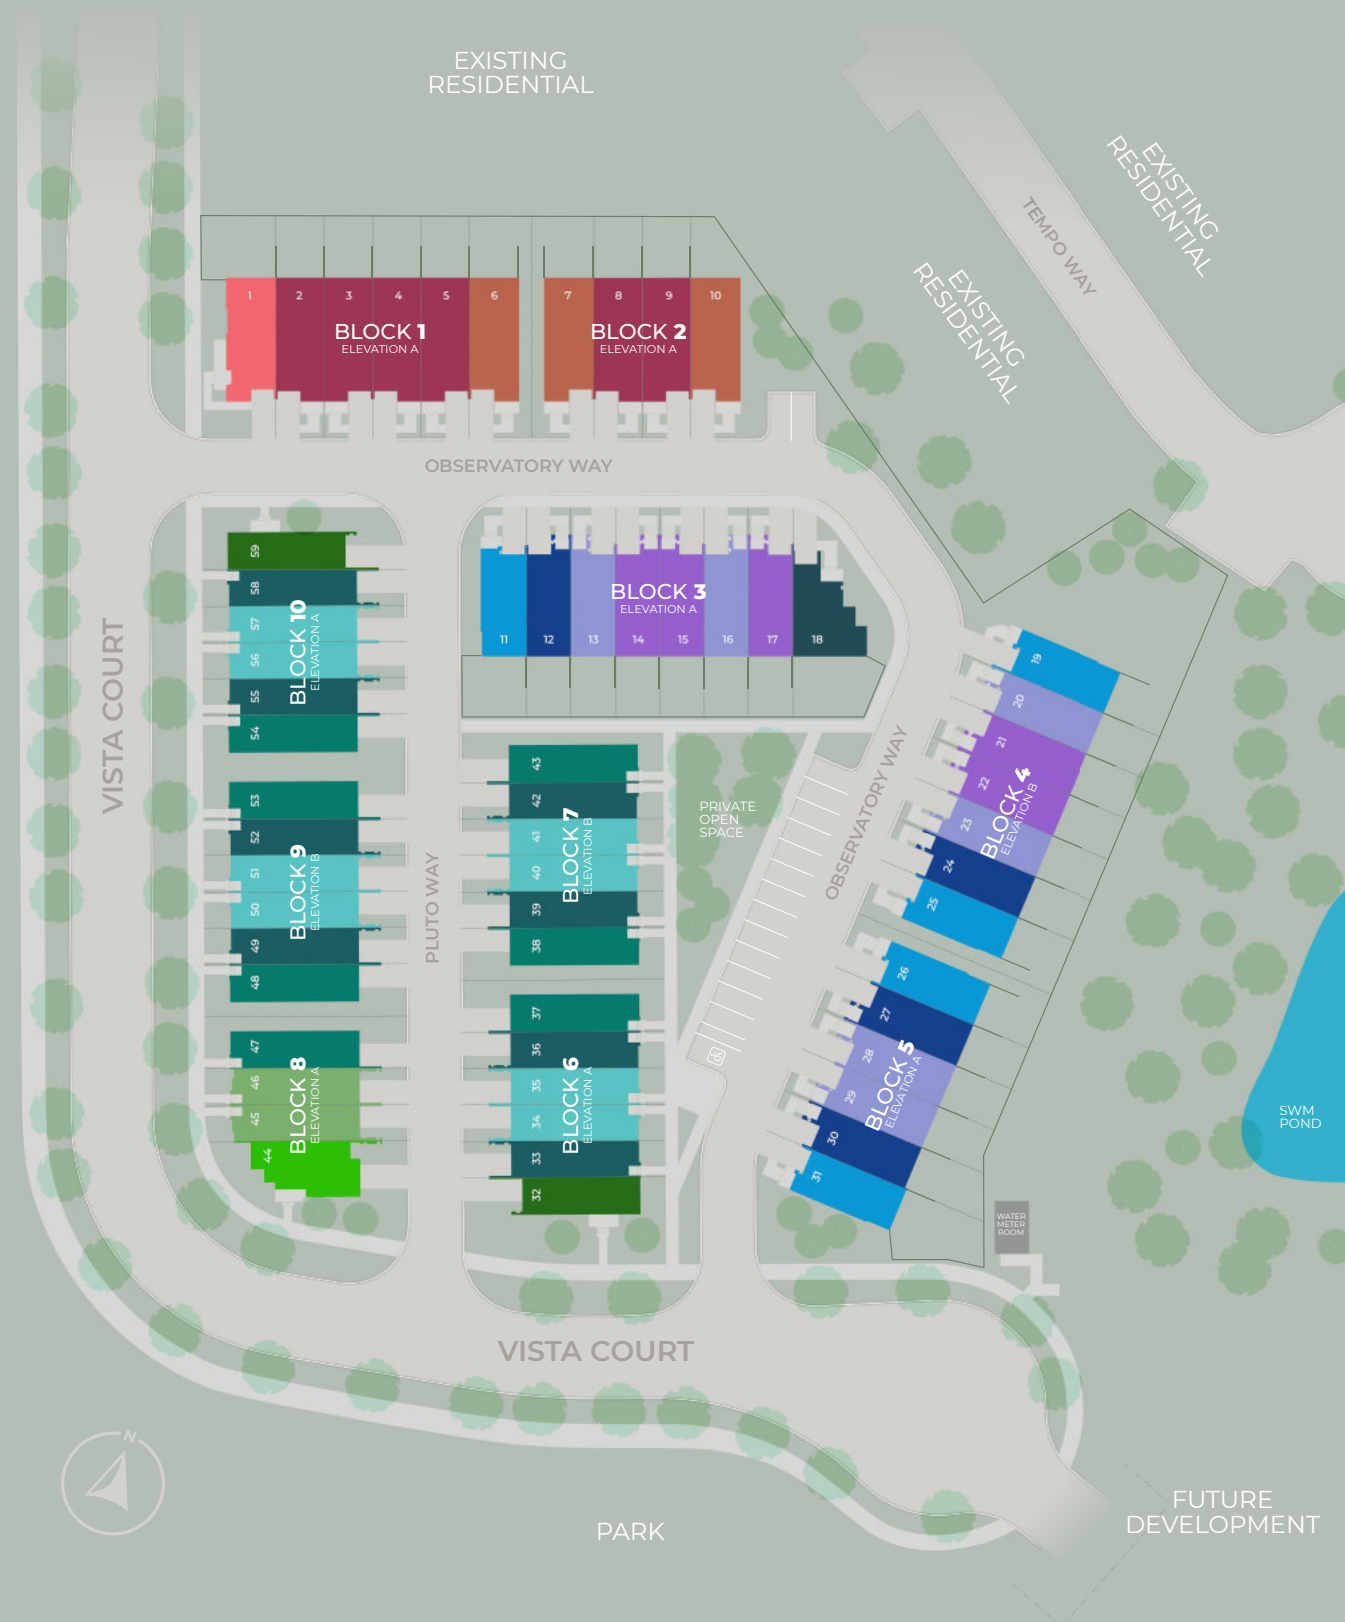 EXISTING
RESIDENTIAL
EXISTING
RESIDENTIAL
TEMPO WAY
EXISTING
RESIDENTIAL
1 2 3 4 5 6
BLOCK 1
ELEVATION A
7 8 9 10
BLOCK 2
ELEVATION A
OBSERVATORY WAY
BLOCK 3
ELEVATION A
11 12 13 14 15 16 17 18
59
58
57
56
55
54
BLOCK 10
ELEVATION A
VISTA COURT
19
20
21
22
23
24
25
BLOCK 4
ELEVATION B
OBSERVATORY WAY
43
42
41
40
39
38
BLOCK 7
ELEVATION B
PRIVATE
OPEN
SPACE
53
52
51
50
49
48
BLOCK 9
ELEVATION B
PLUTO WAY
26
27
28
29
30
31
BLOCK 5
ELEVATION A
37
36
35
34
33
32
BLOCK 6
ELEVATION A
47
46
45
44
BLOCK 8
ELEVATION A
SWM
POND
WATER
METER
ROOM
VISTA COURT
N
PARK
FUTURE
DEVELOPMENT